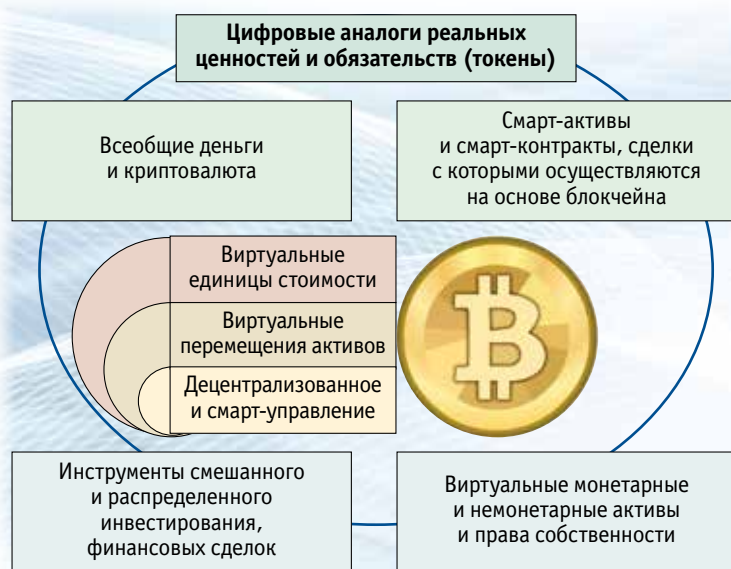 Цифровые аналоги реальных
ценностей и обязательств (токены)
Всеобщие деньги
и криптовалюта
Смарт-активы
и смарт-контракты, сделки
с которыми осуществляются
на основе блокчейна
Виртуальные
единицы стоимости
Виртуальные
перемещения активов
Децентрализованное
и смарт-управление
Инструменты смешанного
и распределенного
инвестирования,
финансовых сделок
Виртуальные монетарные
и немонетарные активы
и права собственности